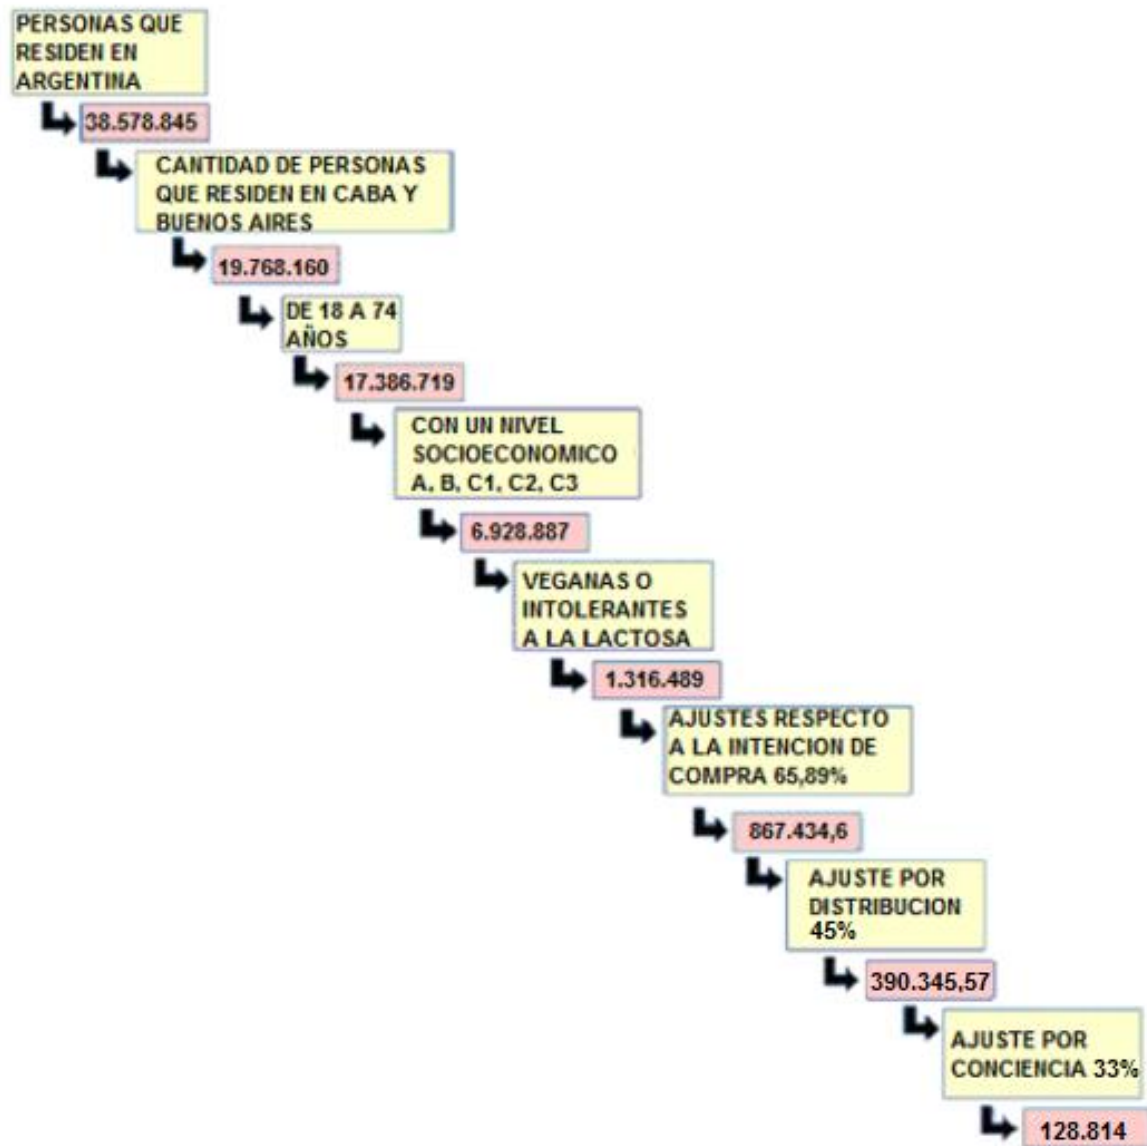 PERSONAS QUE
RESIDEN EN
ARGENTINA
38.578.845
CANTIDAD DE PERSONAS
QUE RESIDEN EN CABA Y
BUENOS AIRES
19.768.160
DE 18 A 74
AÑOS
17.386.719
CON UN NIVEL
SOCIOECONOMICO
A, B, C1, C2, C3
6.928.887
VEGANAS O
INTOLERANTES
A LA LACTOSA
1.316.489
AJUSTES RESPECTO
A LA INTENCION DE
COMPRA 65,89%
867.434,6
AJUSTE POR
DISTRIBUCION
45%
390.345,57
AJUSTE POR
CONCIENCIA 33%
128.814